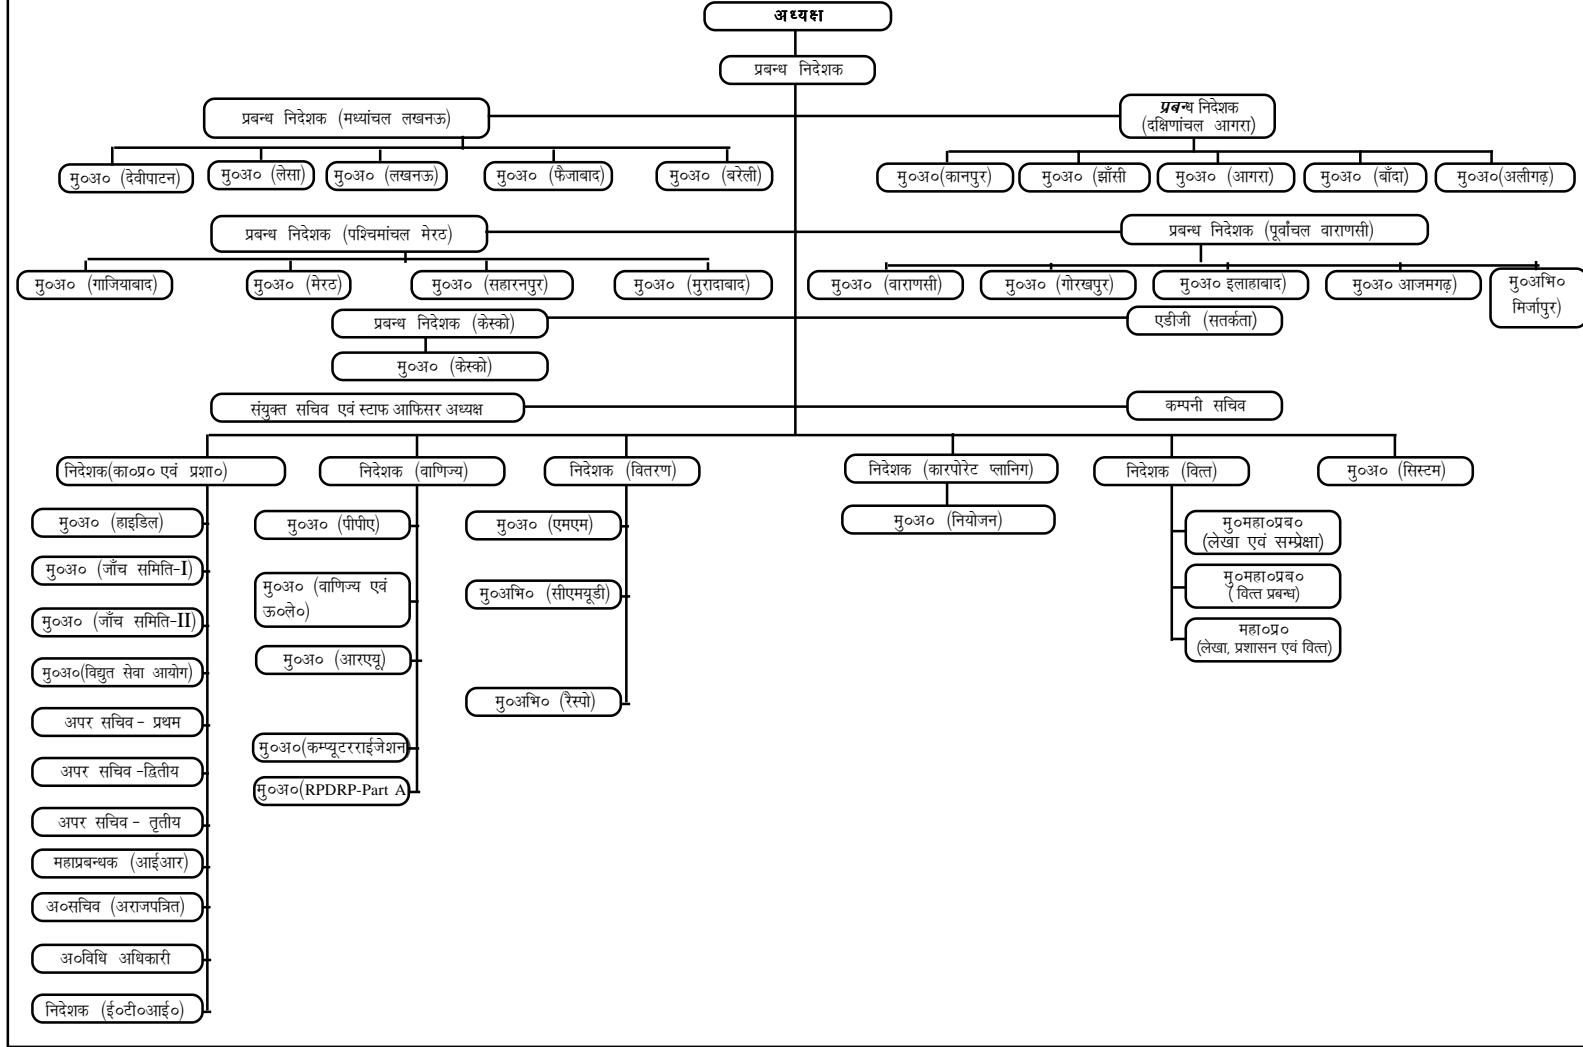 अध्यक्ष
प्रबन्ध निदेशक
प्रबन्ध निदेशक (मध्यांचल लखनऊ)
प्रबन्ध निदेशक
(दक्षिणांचल आगरा)
मु०अ० (देवीपाटन)
मु०अ० (लेसा)
मु०अ० (लखनऊ)
मु०अ० (फैजाबाद)
मु०अ० (बरेली)
मु०अ०(कानपुर)
मु०अ० (झाँसी
मु०अ० (आगरा)
मु०अ० (बाँदा)
मु०अ०(अलीगढ़)
प्रबन्ध निदेशक (पश्चिमांचल मेरठ)
प्रबन्ध निदेशक (पूर्वांचल वाराणसी)
मु०अ० (गाजियाबाद)
मु०अ० (मेरठ)
मु०अ० (सहारनपुर)
मु०अ० (मुरादाबाद)
मु०अ० (वाराणसी)
मु०अ० (गोरखपुर)
मु०अ० इलाहाबाद)
मु०अ० आजमगढ़)
मु०अभि०
मिर्जापुर)
प्रबन्ध निदेशक (केस्को)
एडीजी (सतर्कता)
मु०अ० (केस्को)
संयुक्त सचिव एवं स्टाफ आफिसर अध्यक्ष
कम्पनी सचिव
निदेशक(का०प्र० एवं प्रशा०)
निदेशक (वाणिज्य)
निदेशक (वितरण)
निदेशक (कारपोरेट प्लानिग)
निदेशक (वित्त)
मु०अ० (सिस्टम)
मु०अ० (हाइडिल)
मु०अ० (जाँच समिति-I)
मु०अ० (जाँच समिति-II)
मु०अ०(विद्युत सेवा आयोग)
अपर सचिव - प्रथम
अपर सचिव -द्वितीय
अपर सचिव - तृतीय
महाप्रबन्धक (आईआर)
अ०सचिव (अराजपत्रित)
अ०विधि अधिकारी
निदेशक (ई०टी०आई०)
मु०अ० (पीपीए)
मु०अ० (वाणिज्य एवं
ऊ०ले०)
मु०अ० (आरएयू)
मु०अ०(कम्प्यूटरराईजेशन)
मु०अ०(RPDRP-Part A
मु०अ० (एमएम)
मु०अभि० (सीएमयूडी)
मु०अभि० (रैस्पो)
मु०अ० (नियोजन)
मु०महा०प्रब०
(लेखा एवं सम्प्रेक्षा)
मु०महा०प्रब०
(वित्त प्रबन्ध)
महा०प्र०
(लेखा, प्रशासन एवं वित्त)